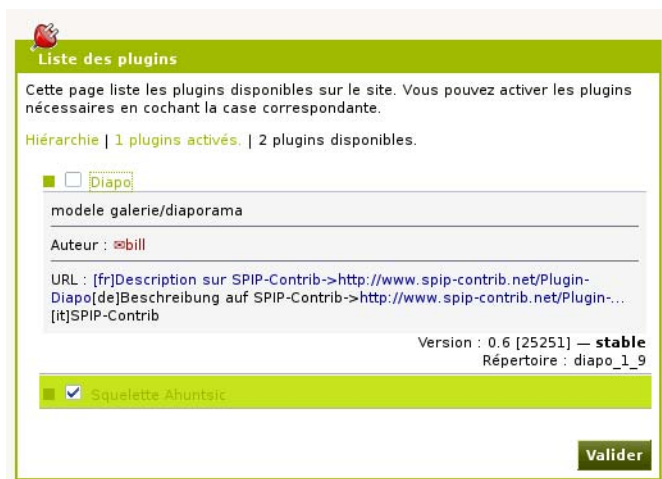 Liste des plugins
Cette page liste les plugins disponibles sur le site. Vous pouvez activer les plugins
nécessaires en cochant la case correspondante.
Hiérarchie | 1 plugins activés. | 2 plugins disponibles.
Diapo
modele galerie/diaporama
Auteur : bill
URL : [fr]Description sur SPIP-Contrib->http://www.spip-contrib.net/Plugin-
Diapo[de]Beschreibung auf SPIP-Contrib->http://www.spip-contrib.net/Plugin-...
[it]SPIP-Contrib
Version : 0.6 [25251] — stable
Répertoire : diapo_1_9
Squelette Ahuntsic
Valider